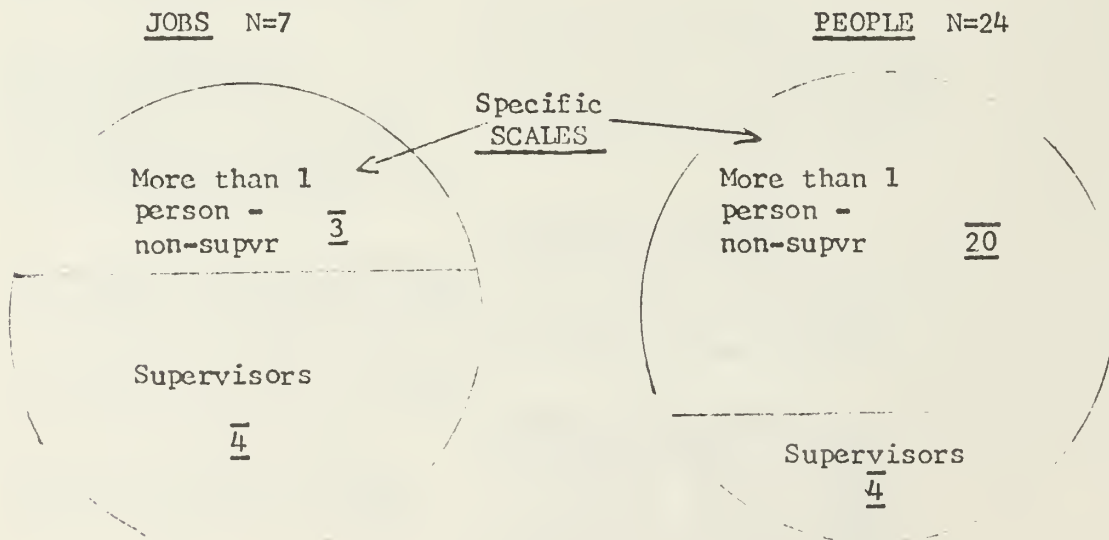 JOBS N=7
PEOPLE N=24
Specific
SCALES
More than 1
person -
non-supvr 3
More than 1
person -
non-supvr 20
Supervisors
4
Supervisors
4